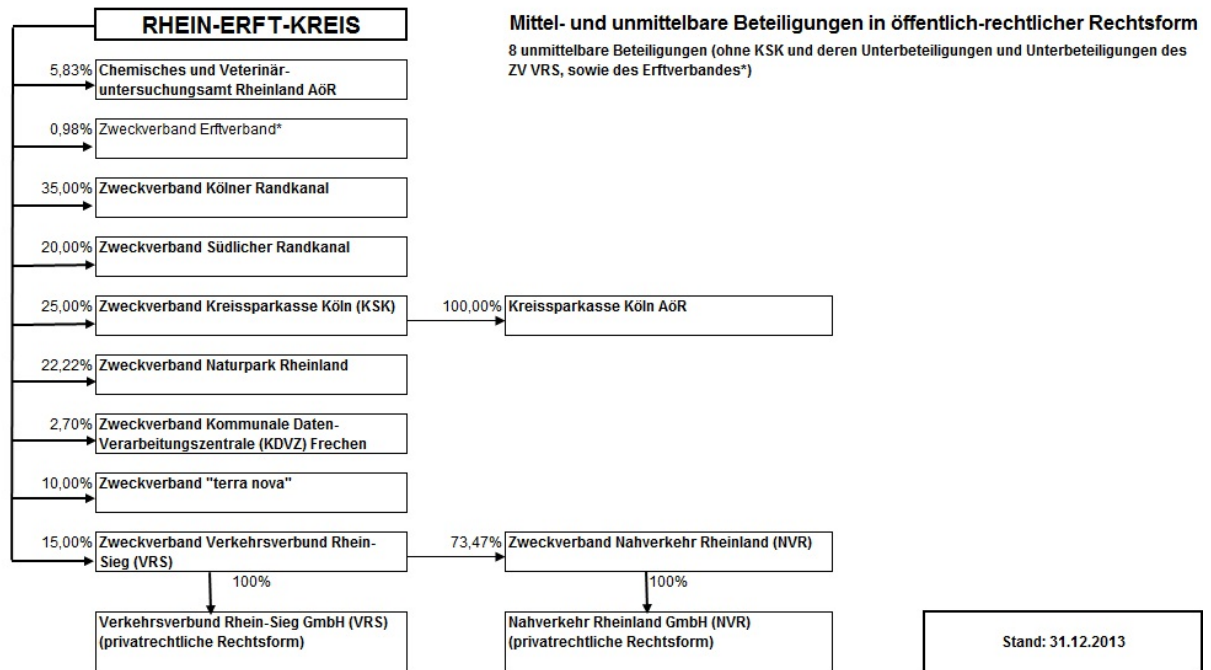 RHEIN-ERFT-KREIS
Mittel- und unmittelbare Beteiligungen in öffentlich-rechtlicher Rechtsform
8 unmittelbare Beteiligungen (ohne KSK und deren Unterbeteiligungen und Unterbeteiligungen des
ZV VRS, sowie des Erftverbandes*)
5,83% Chemisches und Veterinär-
untersuchungsamt Rheinland AöR
0,98% Zweckverband Erftverband*
35,00% Zweckverband Kölner Randkanal
20,00% Zweckverband Südlicher Randkanal
25,00% Zweckverband Kreissparkasse Köln (KSK)
100,00% Kreissparkasse Köln AöR
22,22% Zweckverband Naturpark Rheinland
2,70% Zweckverband Kommunale Daten-
Verarbeitungszentrale (KDVZ) Frechen
10,00% Zweckverband "terra nova"
15,00% Zweckverband Verkehrsverbund Rhein-
Sieg (VRS)
73,47% Zweckverband Nahverkehr Rheinland (NVR)
100%
100%
Verkehrsverbund Rhein-Sieg GmbH (VRS)
(privatrechtliche Rechtsform)
Nahverkehr Rheinland GmbH (NVR)
(privatrechtliche Rechtsform)
Stand: 31.12.2013